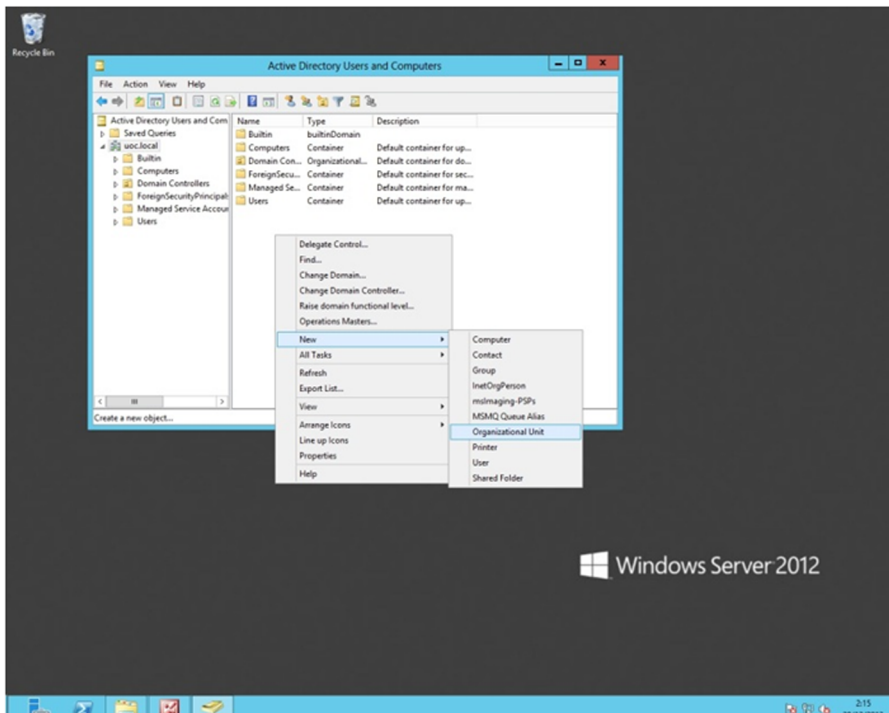 Recycle Bin
Active Directory Users and Computers
File Action View Help
Active Directory Users and Com
Saved Queries
uoc.local
Builtin
Computers
Domain Controllers
ForeignSecurityPrincipals
Managed Service Accour
Users
Name Type Description
Builtin builtinDomain
Computers Container Default container for up...
Domain Con... Organizational... Default container for do...
ForeignSecu... Container Default container for sec...
Managed Se... Container Default container for ma...
Users Container Default container for up...
Create a new object...
Delegate Control...
Find...
Change Domain...
Change Domain Controller...
Raise domain functional level...
Operations Masters...
New
All Tasks
Refresh
Export List...
View
Arrange Icons
Line up Icons
Properties
Help
Computer
Contact
Group
InetOrgPerson
msImaging-PSPs
MSMQ Queue Alias
Organizational Unit
Printer
User
Shared Folder
Windows Server 2012
2:15